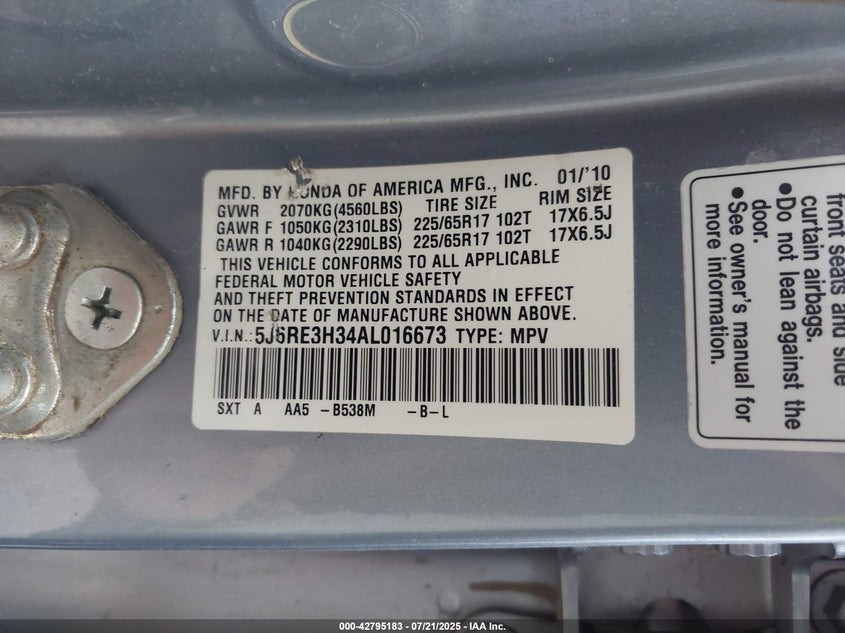 MFD. BY HONDA OF AMERICA MFG., INC. 01/'10
GVWR 2070KG(4560LBS) TIRE SIZE RIM SIZE
GAWR F 1050KG(2310LBS) 225/65R17 102T 17X6.5J
GAWR R 1040KG(2290LBS) 225/65R17 102T 17X6.5J
THIS VEHICLE CONFORMS TO ALL APPLICABLE
FEDERAL MOTOR VEHICLE SAFETY
AND THEFT PREVENTION STANDARDS IN EFFECT
ON THE DATE OF MANUFACTURE SHOWN ABOVE.
V.I.N.: 5J6RE3H34AL016673 TYPE: MPV
SXT A AA5 -B538M -B-L
front seats and side
curtain airbags.
● Do not lean against the
door.
● See owner's manual for
more information.
000-42795183 - 07/21/2025 - IAA Inc.